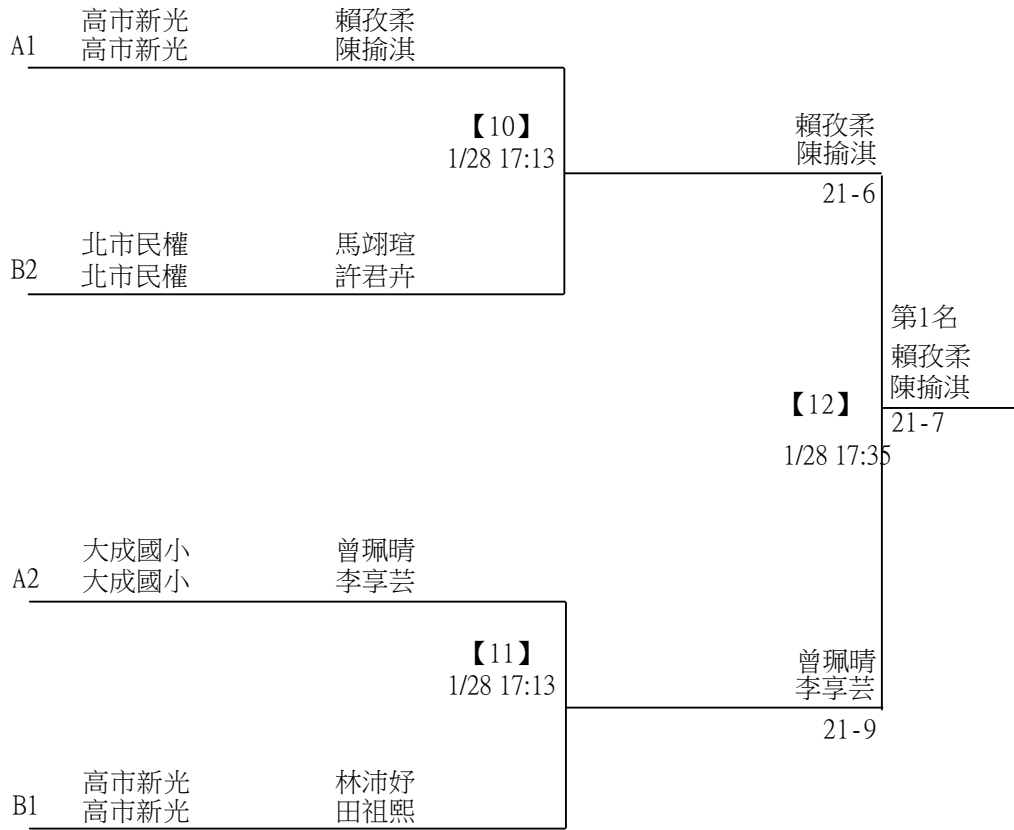 高市新光 賴孜柔
A1 高市新光 陳揄淇
【10】
1/28 17:13
賴孜柔
陳揄淇
21-6
北市民權 馬翊瑄
B2 北市民權 許君卉
第1名
賴孜柔
陳揄淇
【12】
21-7
1/28 17:35
大成國小 曾珮晴
A2 大成國小 李享芸
【11】
1/28 17:13
曾珮晴
李享芸
21-9
高市新光 林沛妤
B1 高市新光 田祖熙